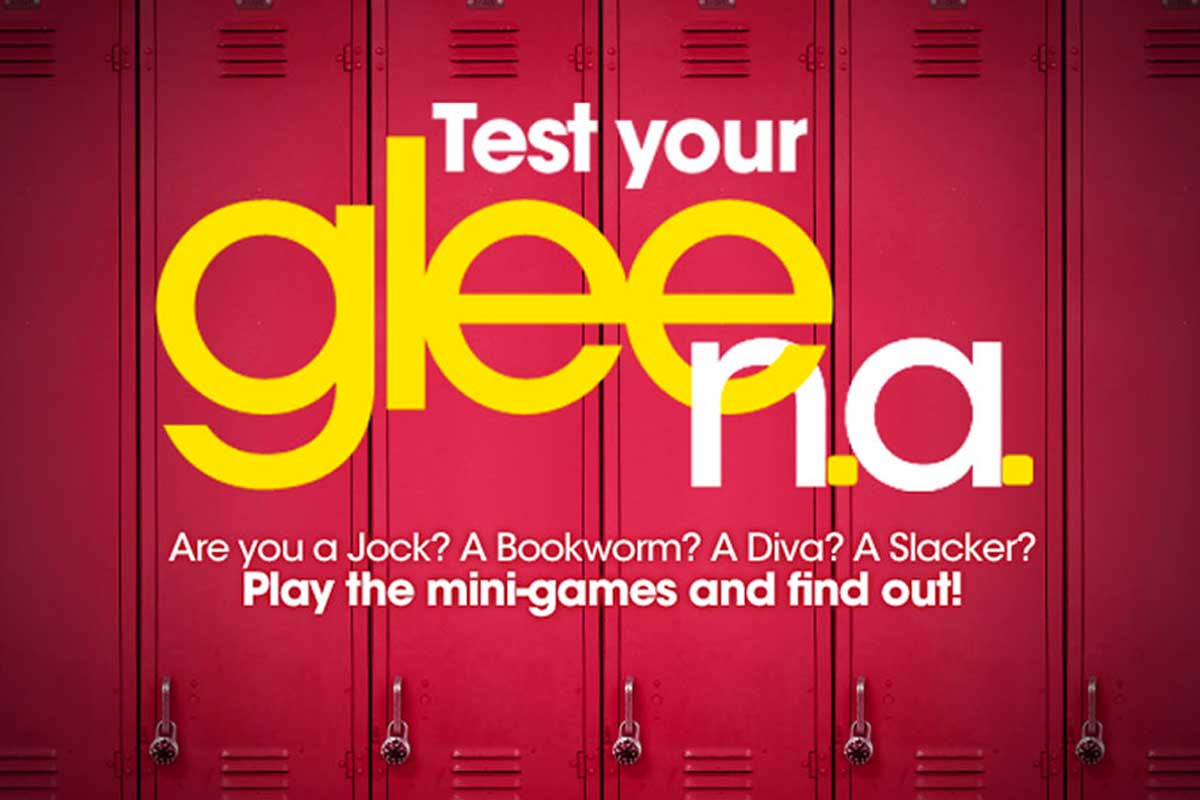 Test your
glee
n.a.
Are you a Jock? A Bookworm? A Diva? A Slacker?
Play the mini-games and find out!